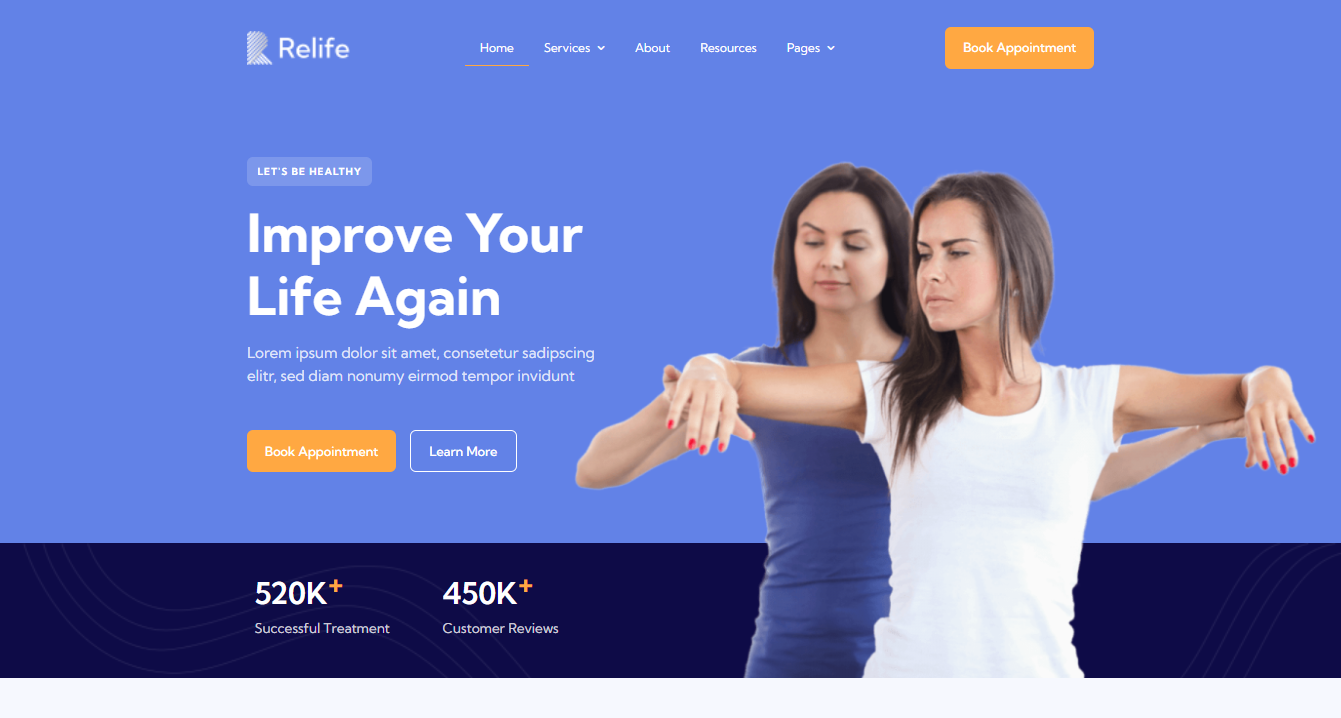 Relife
Home Services About Resources Pages
Book Appointment
LET'S BE HEALTHY
Improve Your
Life Again
Lorem ipsum dolor sit amet, consetetur sadipscing
elitr, sed diam nonumy eirmod tempor invidunt
Book Appointment Learn More
520K+ 450K+
Successful Treatment Customer Reviews